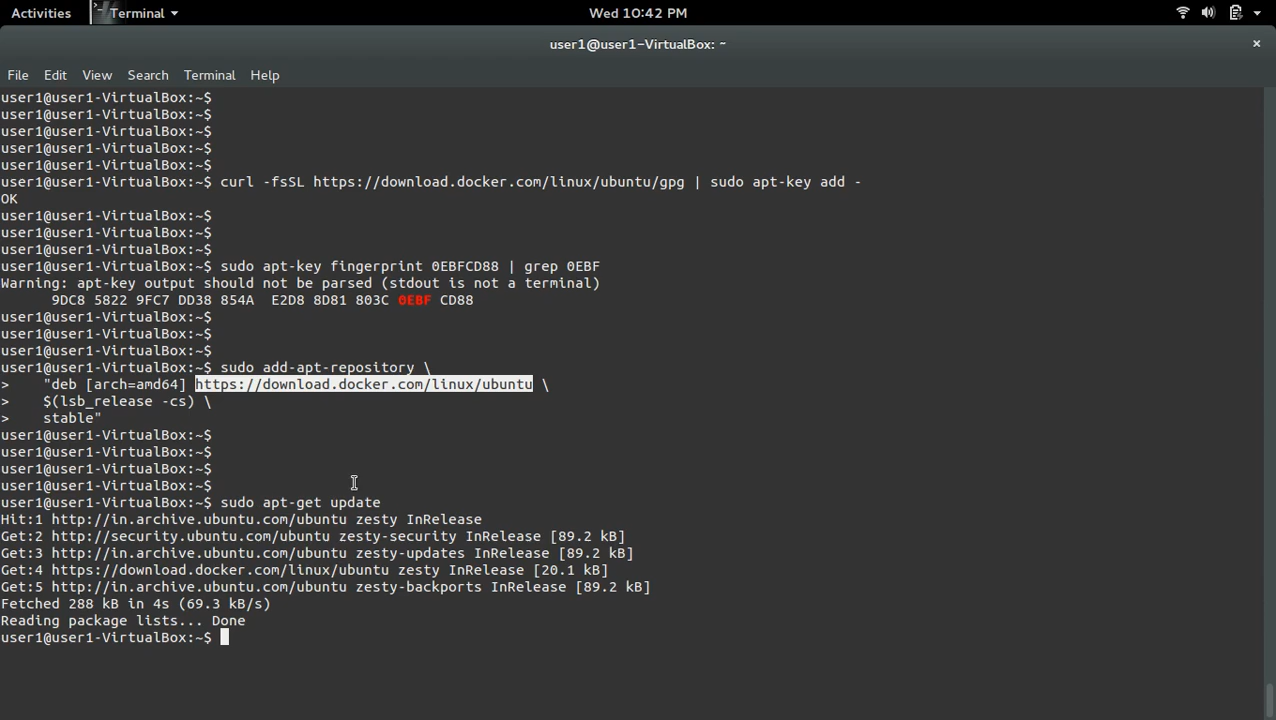 Activities Terminal Wed 10:42 PM
user1@user1-VirtualBox: ~ ×
File Edit View Search Terminal Help
user1@user1-VirtualBox:~$
user1@user1-VirtualBox:~$
user1@user1-VirtualBox:~$
user1@user1-VirtualBox:~$
user1@user1-VirtualBox:~$
user1@user1-VirtualBox:~$ curl -fsSL https://download.docker.com/linux/ubuntu/gpg | sudo apt-key add -
OK
user1@user1-VirtualBox:~$
user1@user1-VirtualBox:~$
user1@user1-VirtualBox:~$
user1@user1-VirtualBox:~$ sudo apt-key fingerprint 0EBFCD88 | grep 0EBF
Warning: apt-key output should not be parsed (stdout is not a terminal)
      9DC8 5822 9FC7 DD38 854A  E2D8 8D81 803C 0EBF CD88
user1@user1-VirtualBox:~$
user1@user1-VirtualBox:~$
user1@user1-VirtualBox:~$
user1@user1-VirtualBox:~$ sudo add-apt-repository \
>    "deb [arch=amd64] https://download.docker.com/linux/ubuntu \
>    $(lsb_release -cs) \
>    stable"
user1@user1-VirtualBox:~$
user1@user1-VirtualBox:~$
user1@user1-VirtualBox:~$
user1@user1-VirtualBox:~$
user1@user1-VirtualBox:~$ sudo apt-get update
Hit:1 http://in.archive.ubuntu.com/ubuntu zesty InRelease
Get:2 http://security.ubuntu.com/ubuntu zesty-security InRelease [89.2 kB]
Get:3 http://in.archive.ubuntu.com/ubuntu zesty-updates InRelease [89.2 kB]
Get:4 https://download.docker.com/linux/ubuntu zesty InRelease [20.1 kB]
Get:5 http://in.archive.ubuntu.com/ubuntu zesty-backports InRelease [89.2 kB]
Fetched 288 kB in 4s (69.3 kB/s)
Reading package lists... Done
user1@user1-VirtualBox:~$